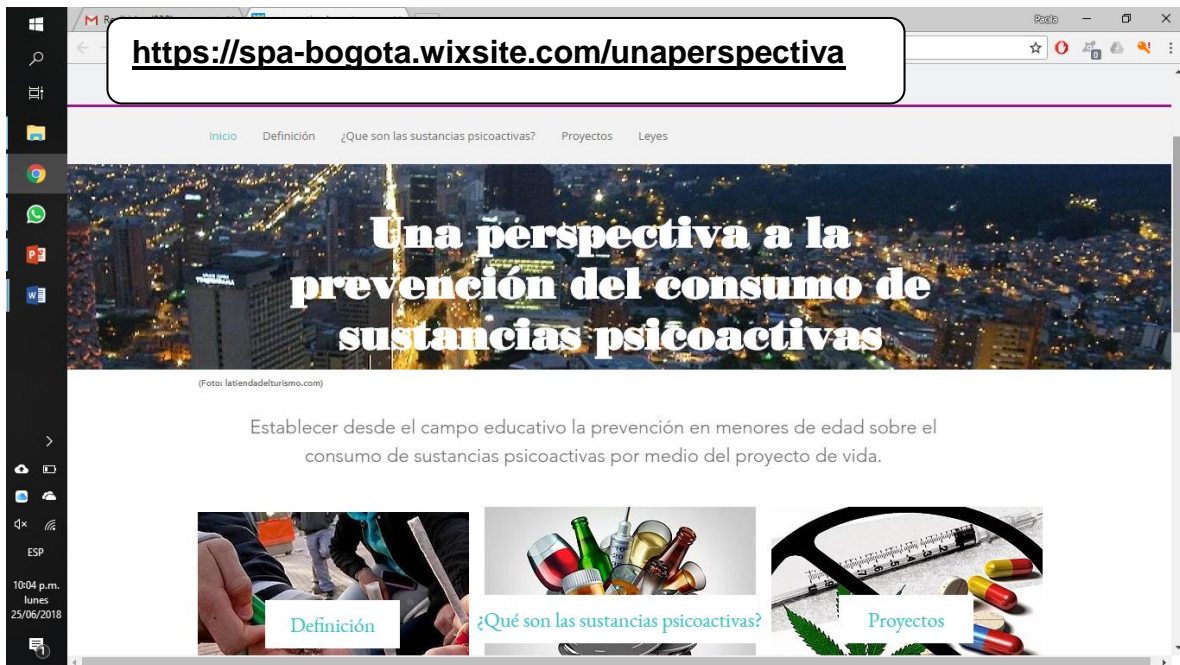 Paola
https://spa-bogota.wixsite.com/unaperspectiva
0
Inicio Definición ¿Que son las sustancias psicoactivas? Proyectos Leyes
Una perspectiva a la
prevención del consumo de
sustancias psicoactivas
(Foto: latiendadelturismo.com)
Establecer desde el campo educativo la prevención en menores de edad sobre el
consumo de sustancias psicoactivas por medio del proyecto de vida.
Definición
¿Qué son las sustancias psicoactivas?
Proyectos
ESP
10:04 p.m.
lunes
25/06/2018
1